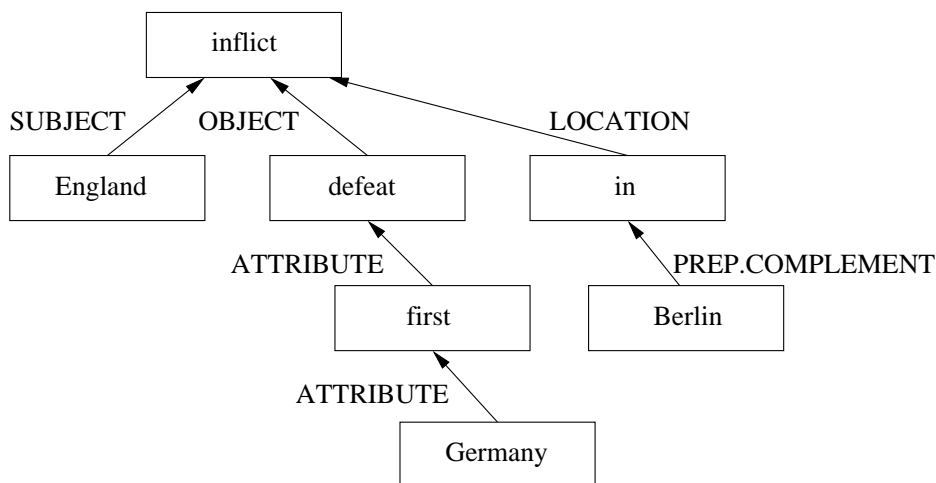 inflict
SUBJECT OBJECT LOCATION
England defeat in
ATTRIBUTE PREP.COMPLEMENT
first Berlin
ATTRIBUTE
Germany